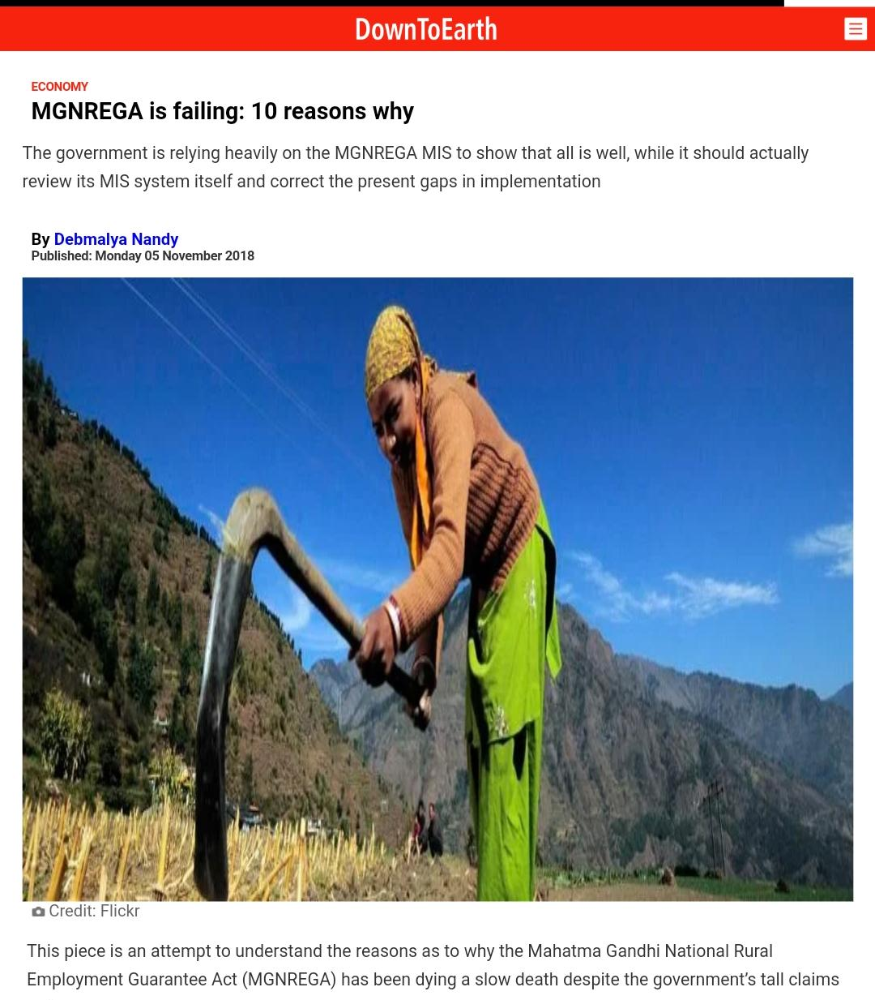 DownToEarth
ECONOMY
MGNREGA is failing: 10 reasons why
The government is relying heavily on the MGNREGA MIS to show that all is well, while it should actually
review its MIS system itself and correct the present gaps in implementation
By Debmalya Nandy
Published: Monday 05 November 2018
Credit: Flickr
This piece is an attempt to understand the reasons as to why the Mahatma Gandhi National Rural
Employment Guarantee Act (MGNREGA) has been dying a slow death despite the government’s tall claims